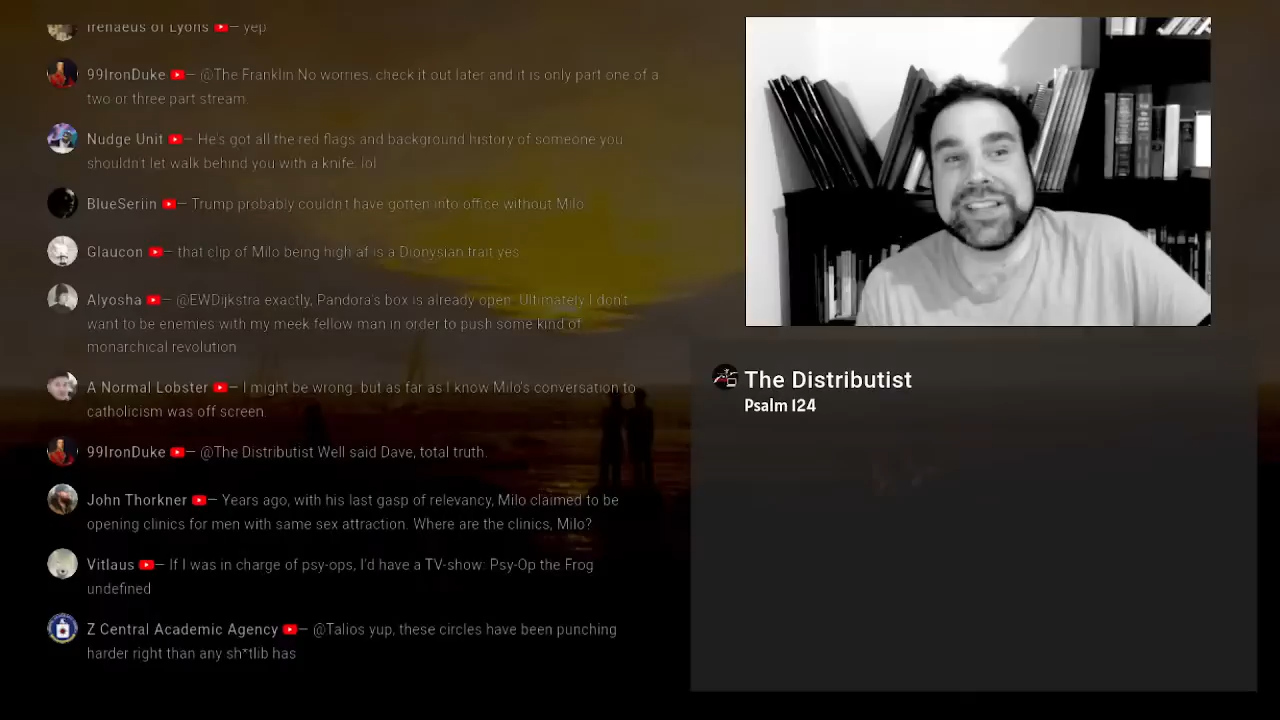 Irenaeus of Lyons — yep
99IronDuke — @The Franklin No worries. check it out later and it is only part one of a
two or three part stream.
Nudge Unit — He's got all the red flags and background history of someone you
shouldn't let walk behind you with a knife. lol
BlueSeriin — Trump probably couldn't have gotten into office without Milo
Glaucon — that clip of Milo being high af is a Dionysian trait yes
Alyosha — @EWDijkstra exactly, Pandora's box is already open. Ultimately I don't
want to be enemies with my meek fellow man in order to push some kind of
monarchical revolution
A Normal Lobster — I might be wrong, but as far as I know Milo's conversation to
catholicism was off screen.
99IronDuke — @The Distributist Well said Dave, total truth.
John Thorkner — Years ago, with his last gasp of relevancy, Milo claimed to be
opening clinics for men with same sex attraction. Where are the clinics, Milo?
Vitlaus — If I was in charge of psy-ops, I'd have a TV-show: Psy-Op the Frog
undefined
Z Central Academic Agency — @Talios yup, these circles have been punching
harder right than any sh*tlib has
The Distributist
Psalm 124